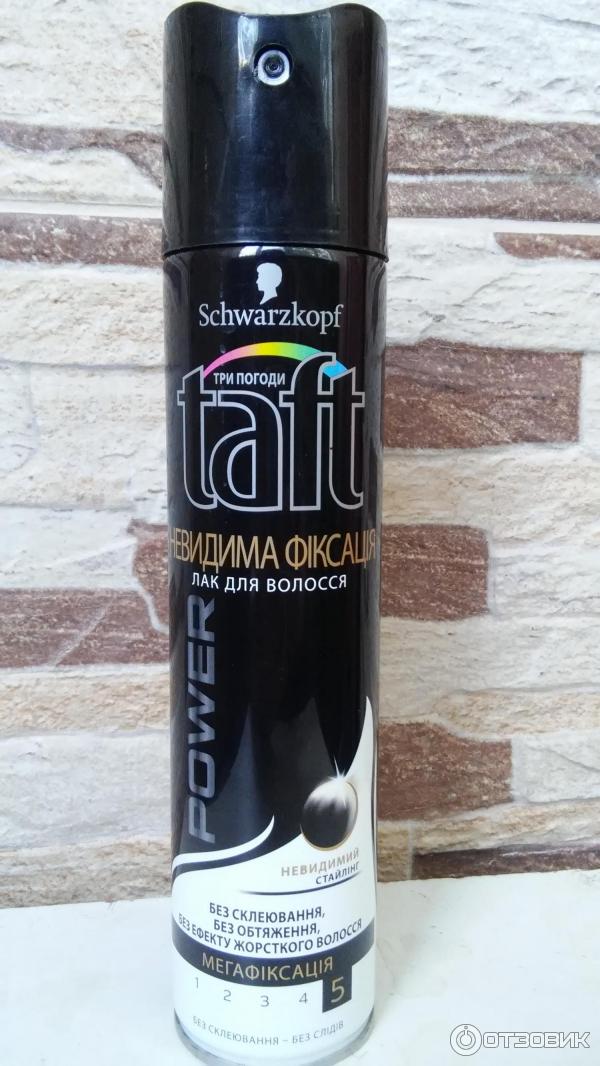 Schwarzkopf
ТРИ ПОГОДИ
taft
НЕВИДИМА ФІКСАЦІЯ
ЛАК ДЛЯ ВОЛОССЯ
POWER
НЕВИДИМИЙ
СТАЙЛІНГ
БЕЗ СКЛЕЮВАННЯ,
БЕЗ ОБТЯЖЕННЯ,
БЕЗ ЕФЕКТУ ЖОРСТКОГО ВОЛОССЯ
МЕГАФІКСАЦІЯ
1 2 3 4 5
БЕЗ СКЛЕЮВАННЯ – БЕЗ СЛІДІВ
ОТЗОВИК